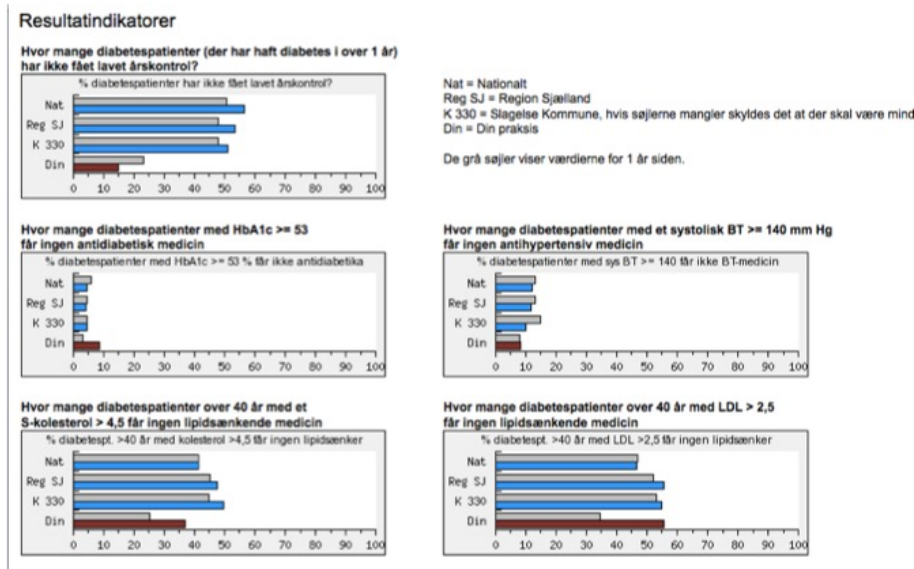 Resultatindikatorer
Hvor mange diabetespatienter (der har haft diabetes i over 1 år)
har ikke fået lavet årskontrol?
% diabetespatienter har ikke fået lavet årskontrol?
Nat
Reg SJ
K 330
Din
0 10 20 30 40 50 60 70 80 90 100
Nat = Nationalt
Reg SJ = Region Sjælland
K 330 = Slagelse Kommune, hvis søjlerne mangler skyldes det at der skal være mind
Din = Din praksis
De grå søjler viser værdierne for 1 år siden.
Hvor mange diabetespatienter med HbA1c >= 53
får ingen antidiabetisk medicin
% diabetespatienter med HbA1c >= 53 % får ikke antidiabetika
Nat
Reg SJ
K 330
Din
0 10 20 30 40 50 60 70 80 90 100
Hvor mange diabetespatienter med et systolisk BT >= 140 mm Hg
får ingen antihypertensiv medicin
% diabetespatienter med sys BT >= 140 får ikke BT-medicin
Nat
Reg SJ
K 330
Din
0 10 20 30 40 50 60 70 80 90 100
Hvor mange diabetespatienter over 40 år med et
S-kolesterol > 4,5 får ingen lipidsænkende medicin
% diabetespt. >40 år med kolesterol >4,5 får ingen lipidsænker
Nat
Reg SJ
K 330
Din
0 10 20 30 40 50 60 70 80 90 100
Hvor mange diabetespatienter over 40 år med LDL > 2,5
får ingen lipidsænkende medicin
% diabetespt. >40 år med LDL >2,5 får ingen lipidsænker
Nat
Reg SJ
K 330
Din
0 10 20 30 40 50 60 70 80 90 100